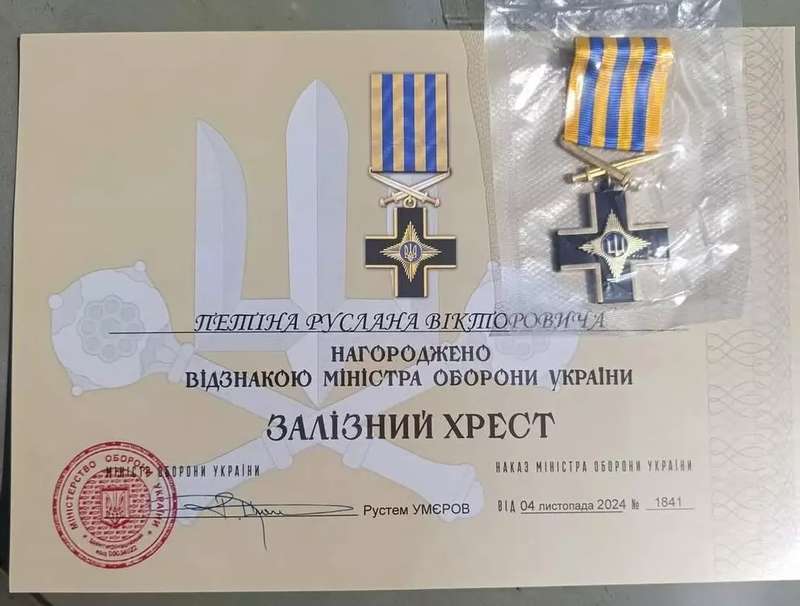 ПЕТІНА РУСЛАНА ВІКТОРОВИЧА
НАГОРОДЖЕНО
ВІДЗНАКОЮ МІНІСТРА ОБОРОНИ УКРАЇНИ
ЗАЛІЗНИЙ ХРЕСТ
МІНІСТР ОБОРОНИ УКРАЇНИ
НАКАЗ МІНІСТРА ОБОРОНИ УКРАЇНИ
Рустем УМЄРОВ
ВІД 04 листопада 2024 № 1841
МІНІСТЕРСТВО ОБОРОНИ УКРАЇНИ